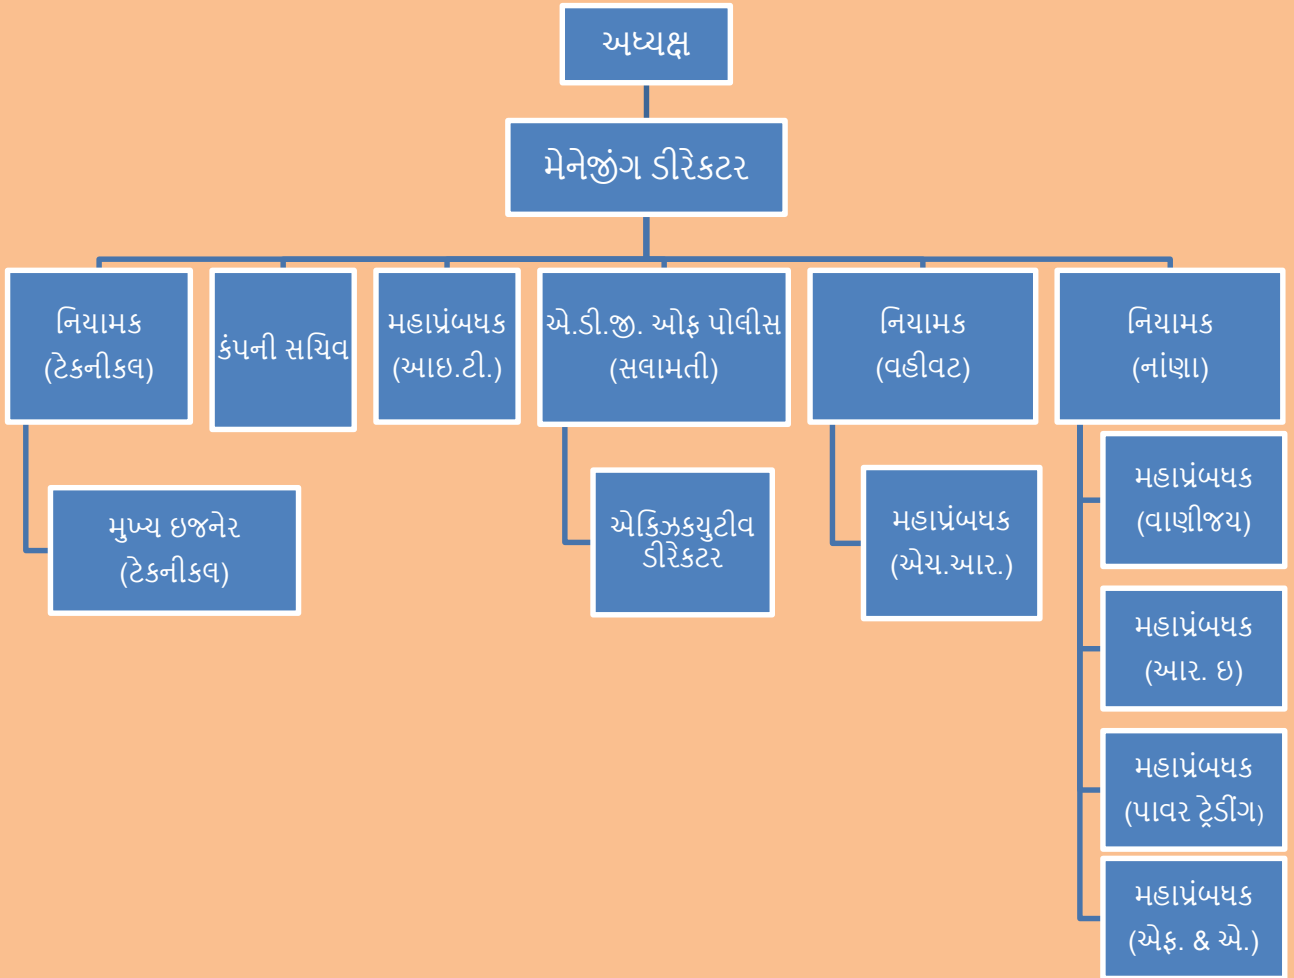 અધ્યક્ષ
મેનેજીંગ ડીરેકટર
નિયામક
(ટેકનીકલ)
કંપની સચિવ
મહાપ્રંબધક
(આઇ.ટી.)
એ.ડી.જી. ઓફ પોલીસ
(સલામતી)
નિયામક
(વહીવટ)
નિયામક
(નાંણા)
મુખ્ય ઇજનેર
(ટેકનીકલ)
એકિઝકયુટીવ
ડીરેકટર
મહાપ્રંબધક
(એચ.આર.)
મહાપ્રંબધક
(વાણીજય)
મહાપ્રંબધક
(આર. ઇ)
મહાપ્રંબધક
(પાવર ટ્રેડીંગ)
મહાપ્રંબધક
(એફ. & એ.)